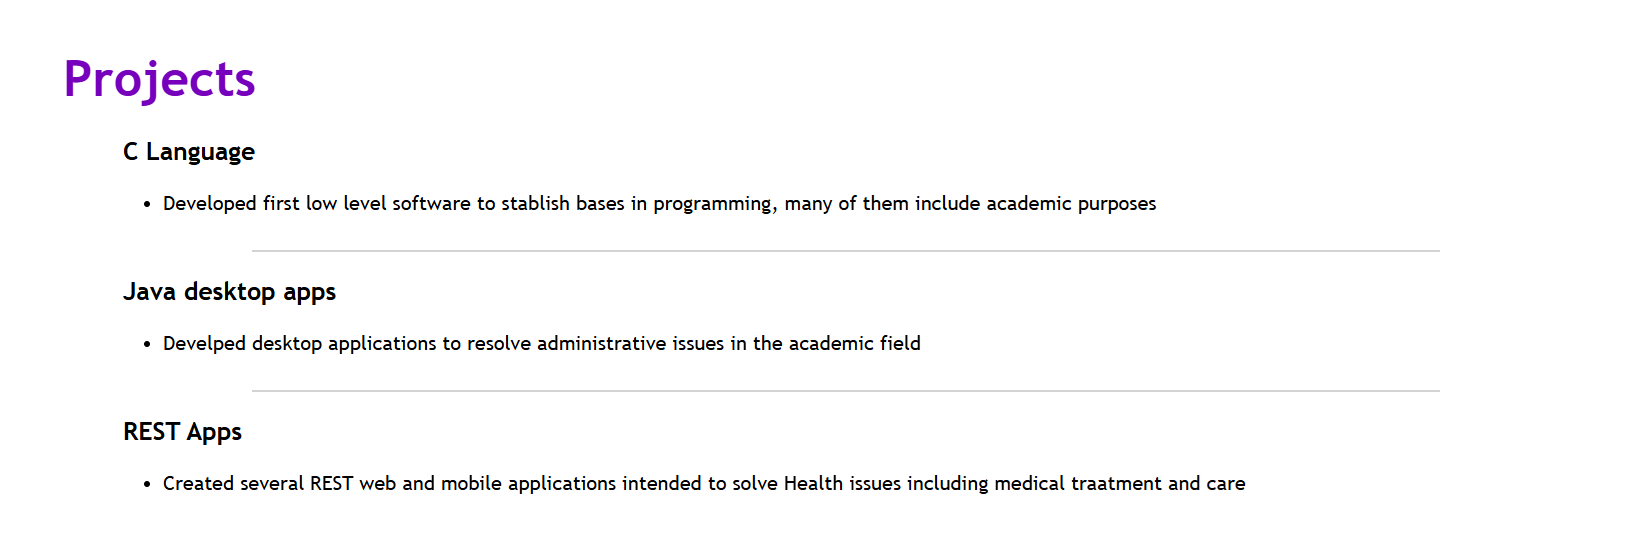 Projects
C Language
• Developed first low level software to stablish bases in programming, many of them include academic purposes
Java desktop apps
• Develped desktop applications to resolve administrative issues in the academic field
REST Apps
• Created several REST web and mobile applications intended to solve Health issues including medical traatment and care